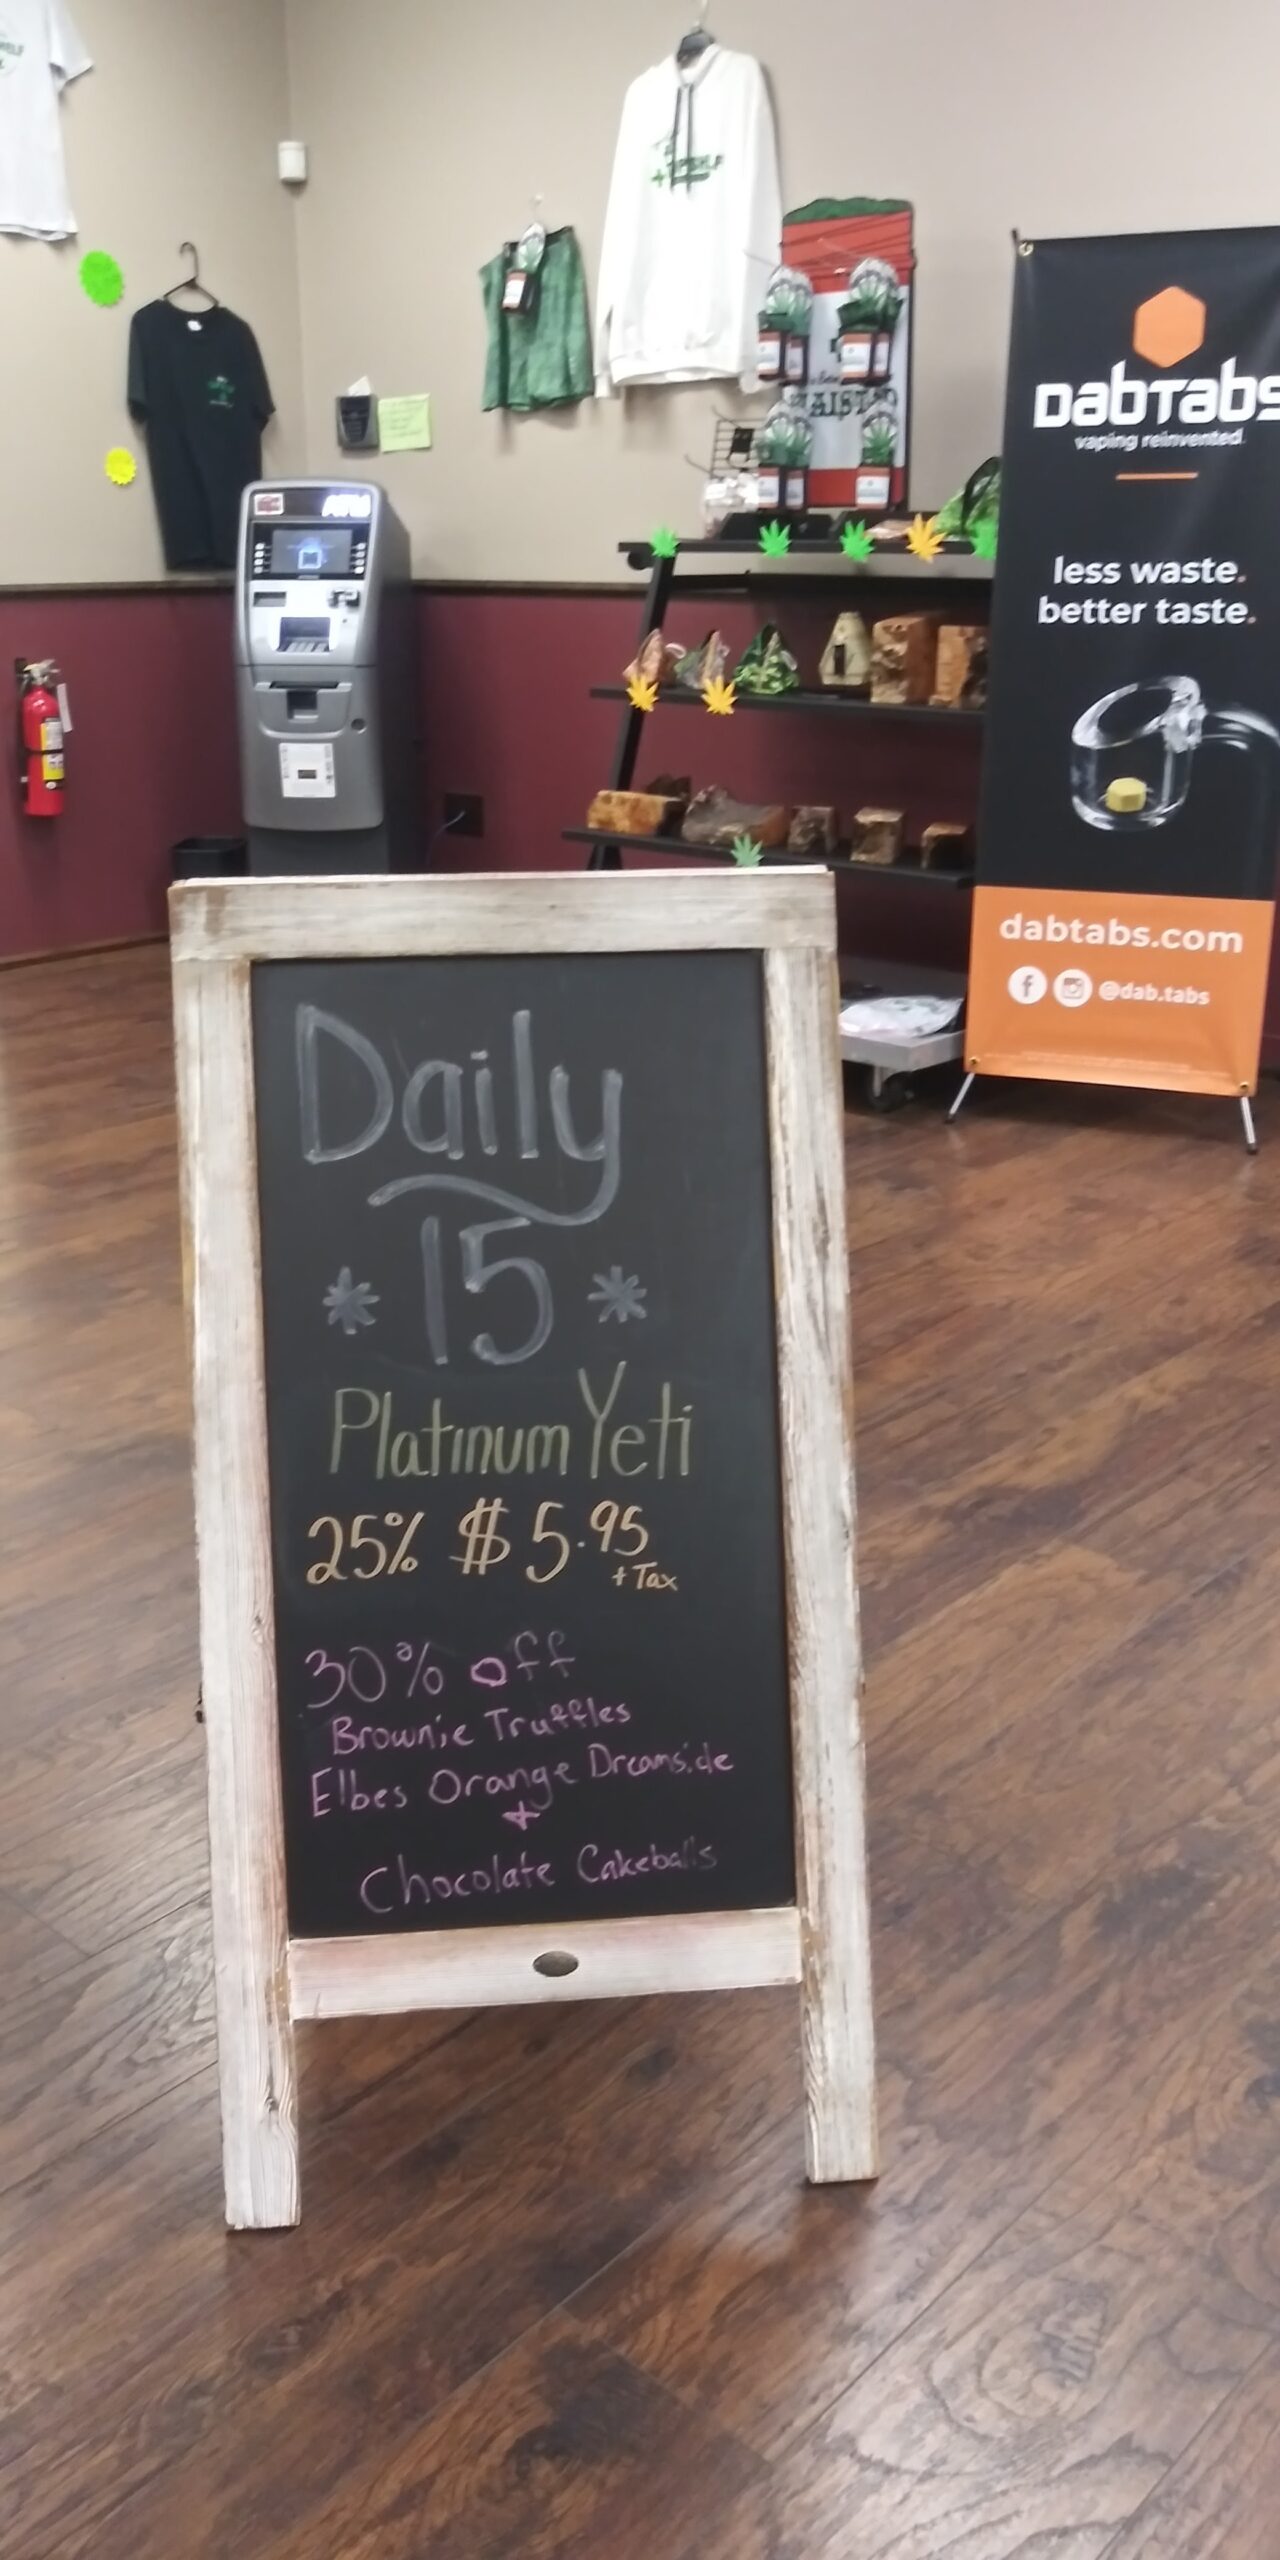 ATM
DabTabs
vaping reinvented.
less waste.
better taste.
dabtabs.com
@dab.tabs
Daily
* 15 *
Platinum Yeti
25% $5.95
+ Tax
30% off
Brownie Truffles
Elbes Orange Dreamside
+
Chocolate Cakeballs